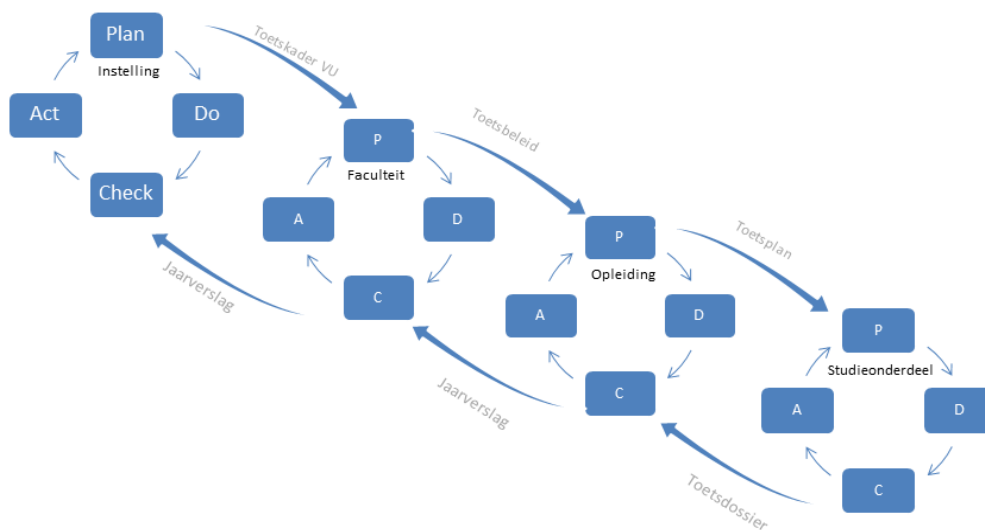 Plan
Instelling
Act
Do
Check
Toetskader VU
P
Faculteit
A
D
C
Jaarverslag
Toetsbeleid
P
Opleiding
A
D
C
Jaarverslag
Toetsplan
P
Studieonderdeel
A
D
C
Toetsdossier